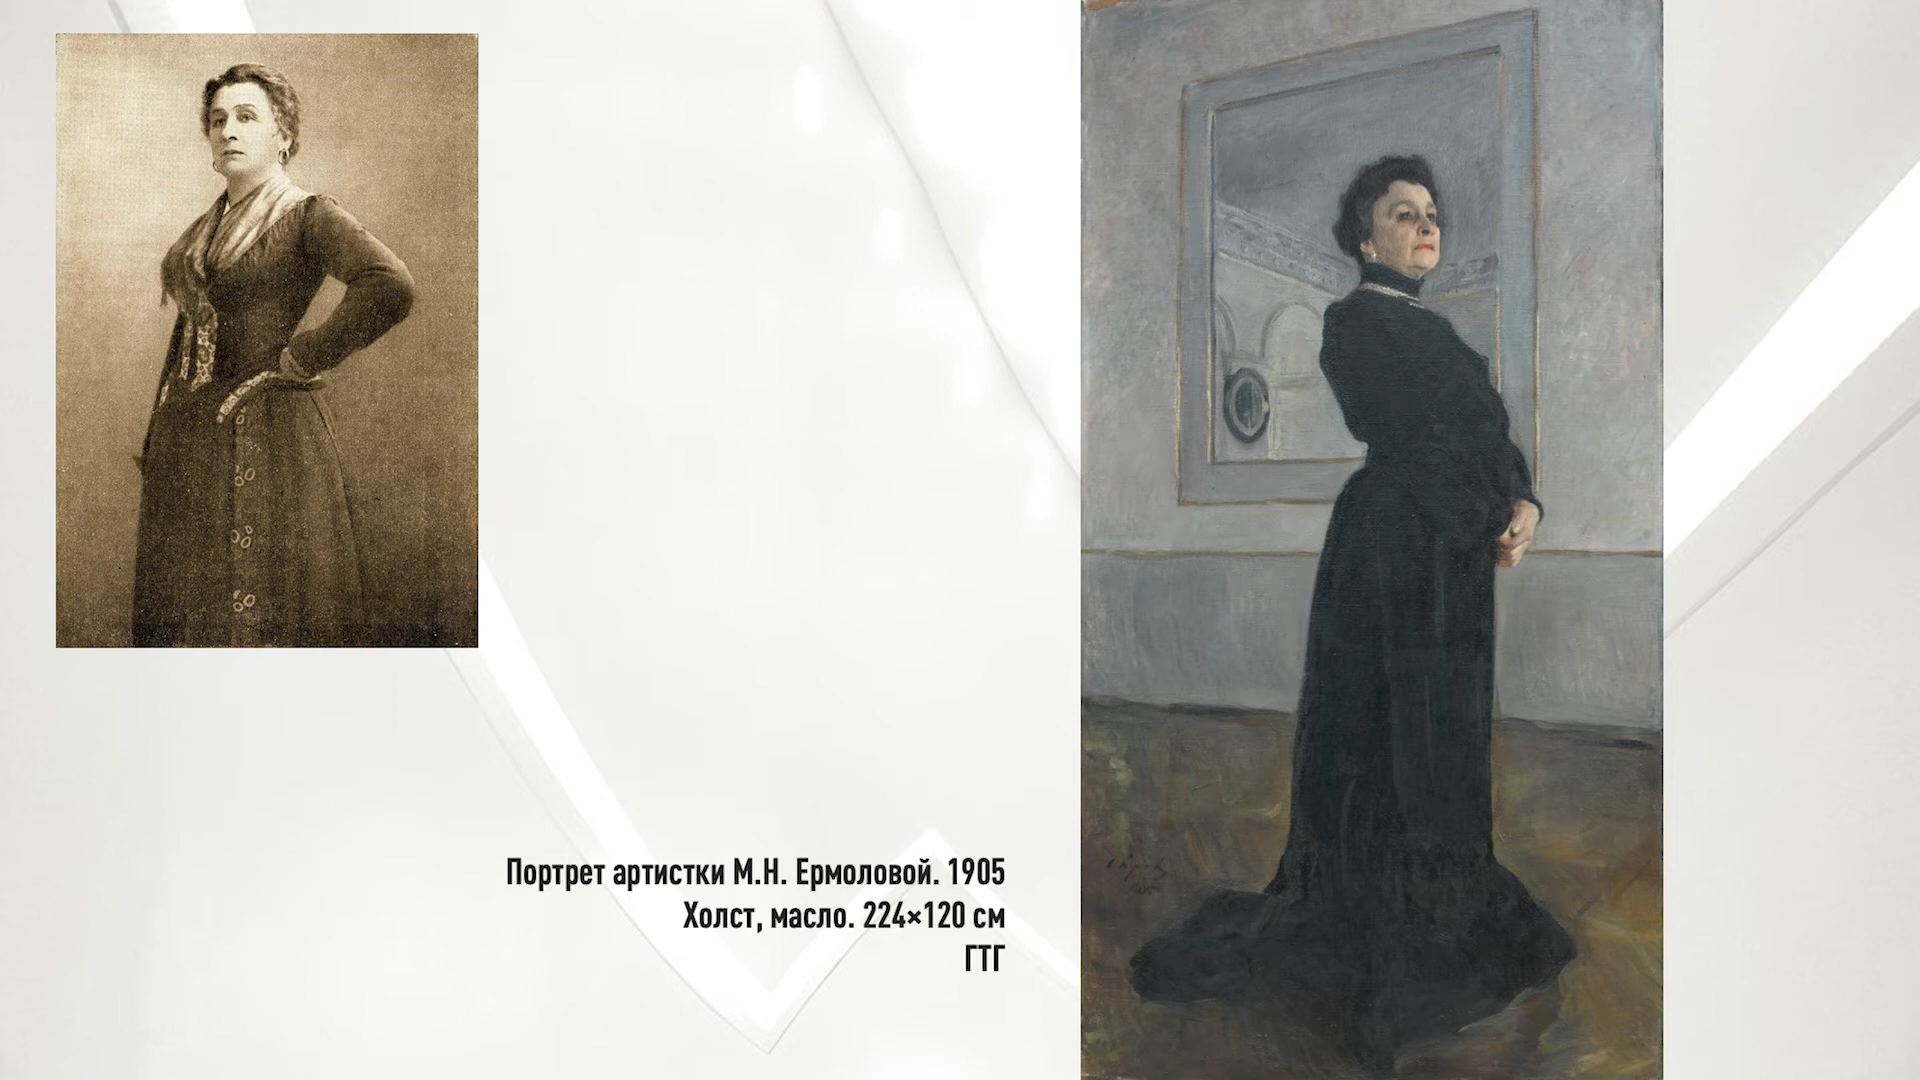 Портрет артистки М.Н. Ермоловой. 1905
Холст, масло. 224×120 см
ГТГ